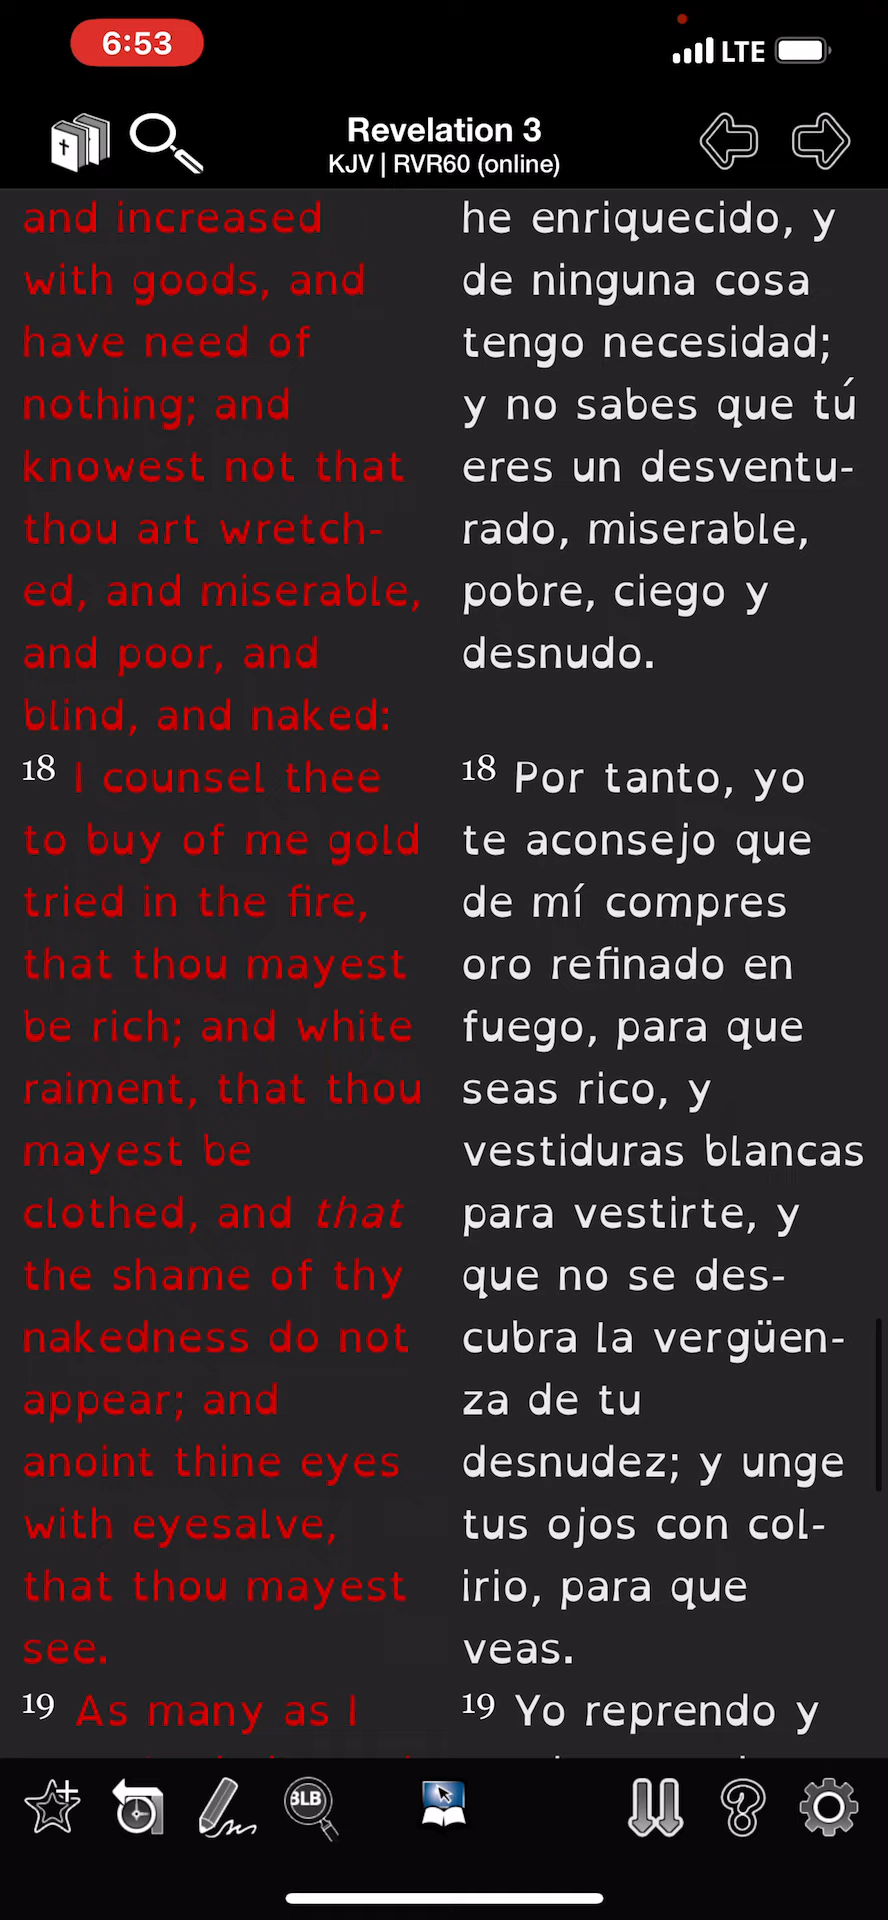 6:53
LTE
Revelation 3
KJV | RVR60 (online)
and increased
with goods, and
have need of
nothing; and
knowest not that
thou art wretch-
ed, and miserable,
and poor, and
blind, and naked:
18 I counsel thee
to buy of me gold
tried in the fire,
that thou mayest
be rich; and white
raiment, that thou
mayest be
clothed, and that
the shame of thy
nakedness do not
appear; and
anoint thine eyes
with eyesalve,
that thou mayest
see.
19 As many as I
he enriquecido, y
de ninguna cosa
tengo necesidad;
y no sabes que tú
eres un desventu-
rado, miserable,
pobre, ciego y
desnudo.
18 Por tanto, yo
te aconsejo que
de mí compres
oro refinado en
fuego, para que
seas rico, y
vestiduras blancas
para vestirte, y
que no se des-
cubra la vergüen-
za de tu
desnudez; y unge
tus ojos con col-
irio, para que
veas.
19 Yo reprendo y
BLB